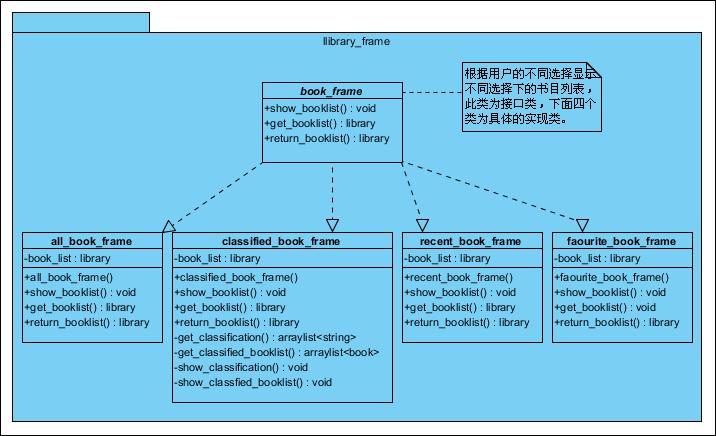 llibrary_frame
book_frame
+show_booklist() : void
+get_booklist() : library
+return_booklist() : library
根据用户的不同选择显示
不同选择下的书目列表，
此类为接口类，下面四个
类为具体的实现类。
all_book_frame
-book_list : library
+all_book_frame()
+show_booklist() : void
+get_booklist() : library
+return_booklist() : library
classified_book_frame
-book_list : library
+classified_book_frame()
+show_booklist() : void
+get_booklist() : library
+return_booklist() : library
-get_classification() : arraylist<string>
-get_classified_booklist() : arraylist<book>
-show_classification() : void
-show_classfied_booklist() : void
recent_book_frame
-book_list : library
+recent_book_frame()
+show_booklist() : void
+get_booklist() : library
+return_booklist() : library
faourite_book_frame
-book_list : library
+faourite_book_frame()
+show_booklist() : void
+get_booklist() : void
+return_booklist() : library